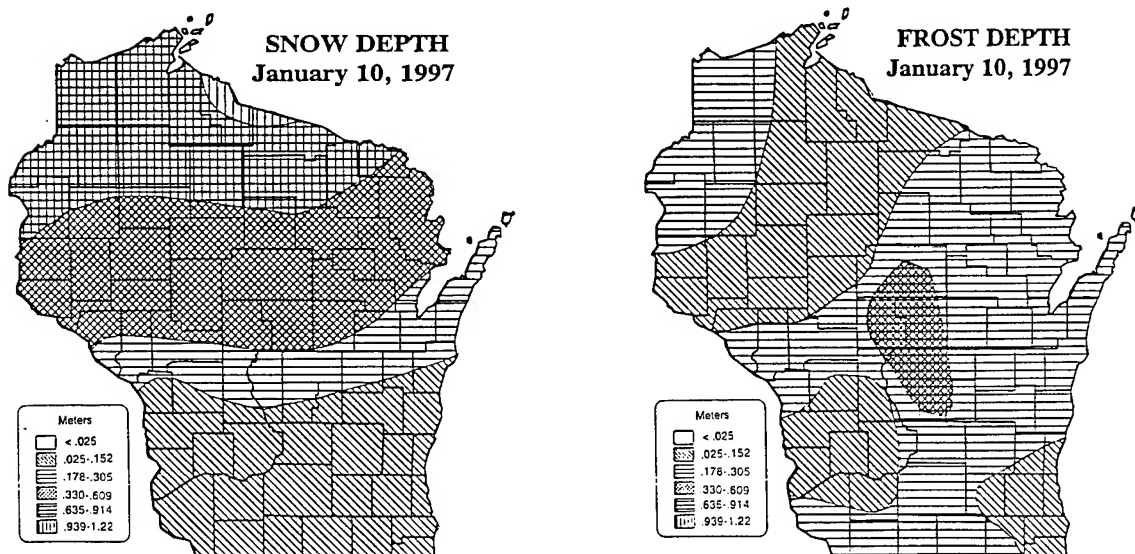 SNOW DEPTH
January 10, 1997
Meters
< .025
.025-.152
.178-.305
.330-.609
.635-.914
.939-1.22
FROST DEPTH
January 10, 1997
Meters
< .025
.025-.152
.178-.305
.330-.609
.635-.914
.939-1.22